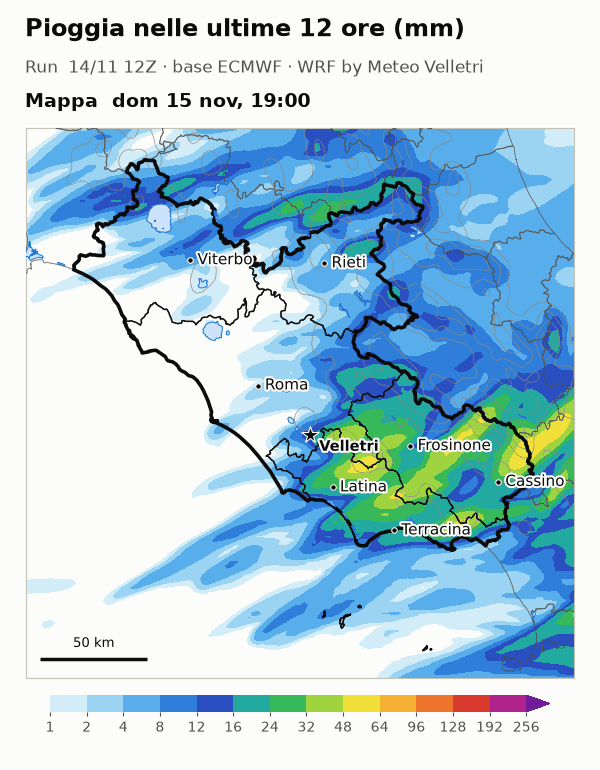 Pioggia nelle ultime 12 ore (mm)
Run 14/11 12Z · base ECMWF · WRF by Meteo Velletri
Mappa dom 15 nov, 19:00
Viterbo
Rieti
Roma
Velletri
Frosinone
Latina
Cassino
Terracina
50 km
1 2 4 8 12 16 24 32 48 64 96 128 192 256